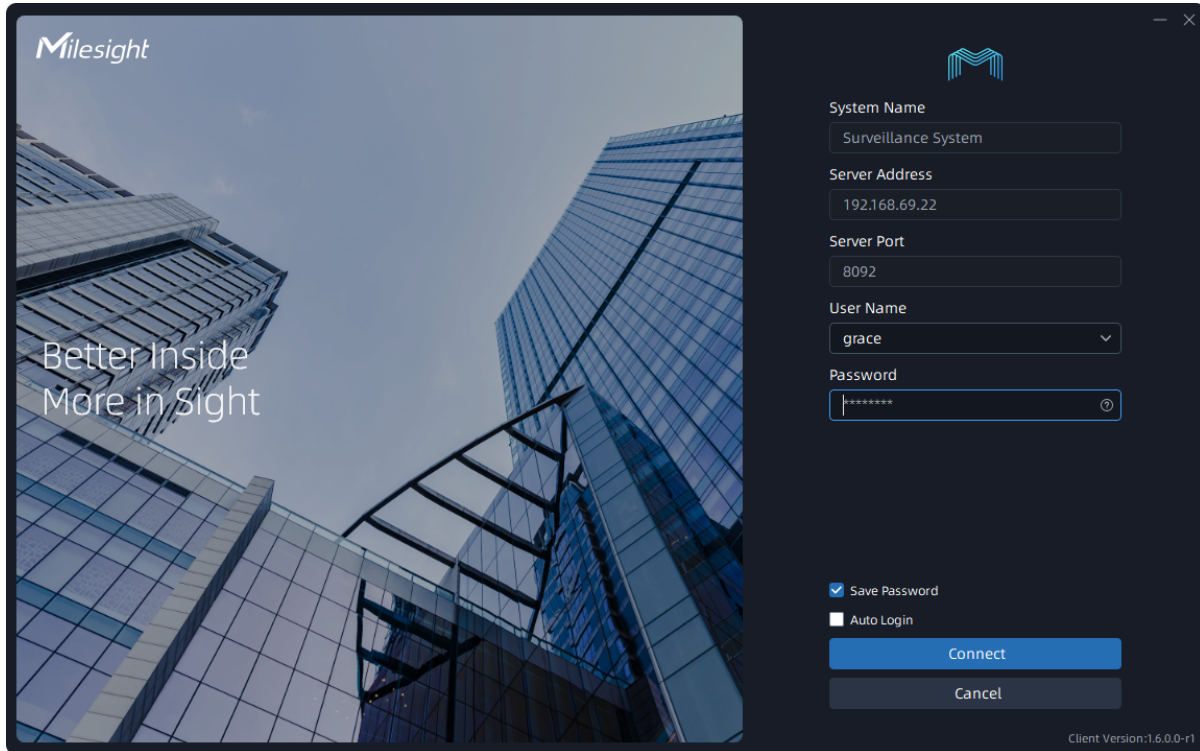 Milesight
Better Inside
More in Sight
System Name
Surveillance System
Server Address
192.168.69.22
Server Port
8092
User Name
grace
Password
********
Save Password
Auto Login
Connect
Cancel
Client Version:1.6.0.0-r1